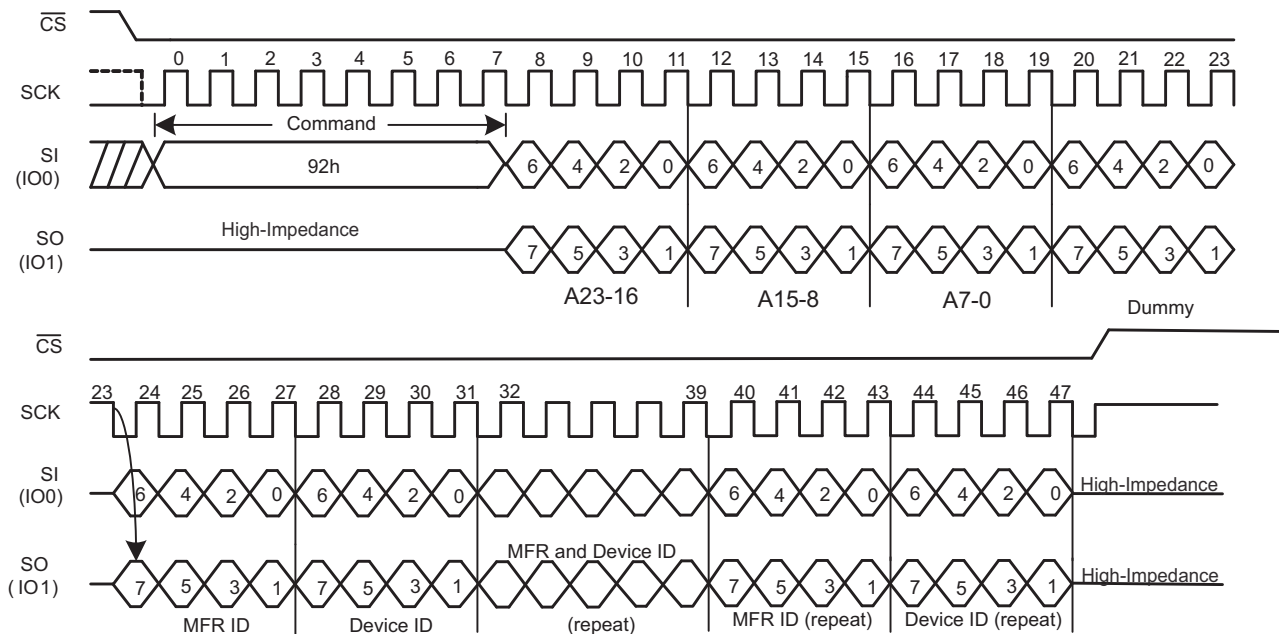 CS
0 1 2 3 4 5 6 7 8 9 10 11 12 13 14 15 16 17 18 19 20 21 22 23
SCK
Command
SI
(IO0)
92h
6 4 2 0 6 4 2 0 6 4 2 0 6 4 2 0
High-Impedance
SO
(IO1)
7 5 3 1 7 5 3 1 7 5 3 1 7 5 3 1
A23-16 A15-8 A7-0
Dummy
CS
23 24 25 26 27 28 29 30 31 32 39 40 41 42 43 44 45 46 47
SCK
SI
(IO0)
6 4 2 0 6 4 2 0 6 4 2 0 6 4 2 0
High-Impedance
MFR and Device ID
SO
(IO1)
7 5 3 1 7 5 3 1 7 5 3 1 7 5 3 1
High-Impedance
MFR ID Device ID (repeat) MFR ID (repeat) Device ID (repeat)